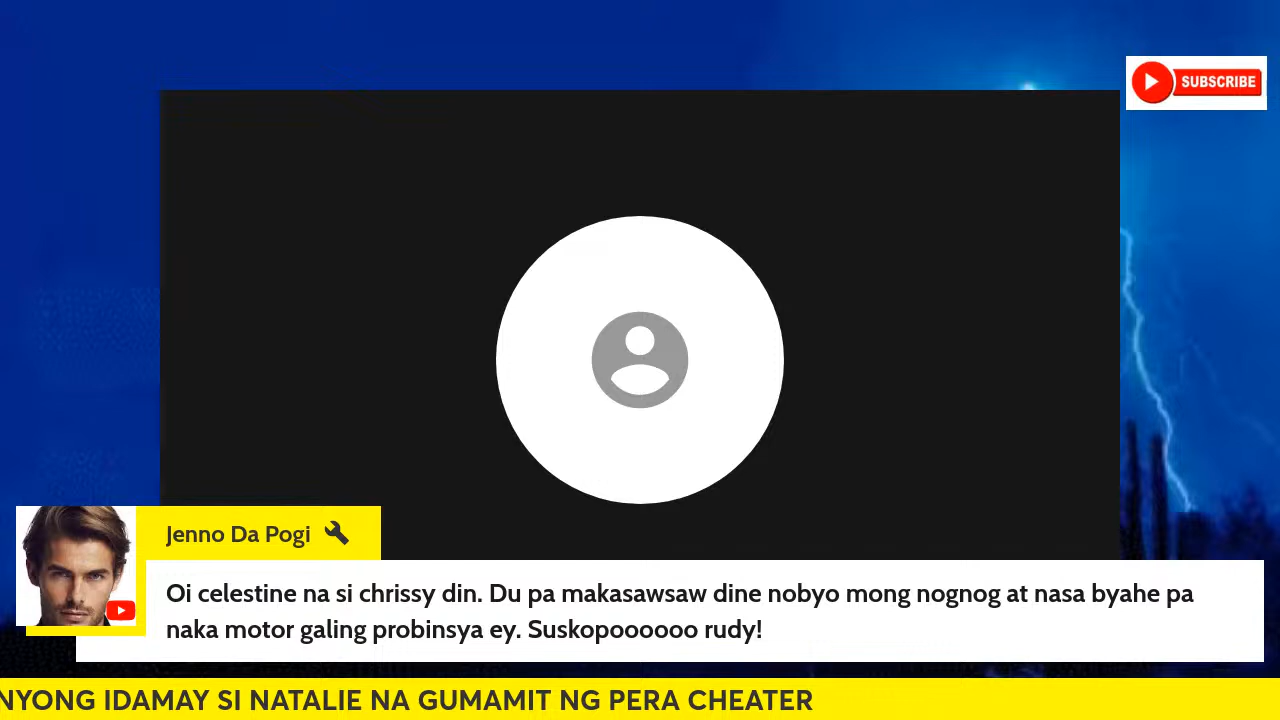 SUBSCRIBE
Jenno Da Pogi
Oi celestine na si chrissy din. Du pa makasawsaw dine nobyo mong nognog at nasa byahe pa
naka motor galing probinsya ey. Suskopoooooo rudy!
NYONG IDAMAY SI NATALIE NA GUMAMIT NG PERA CHEATER